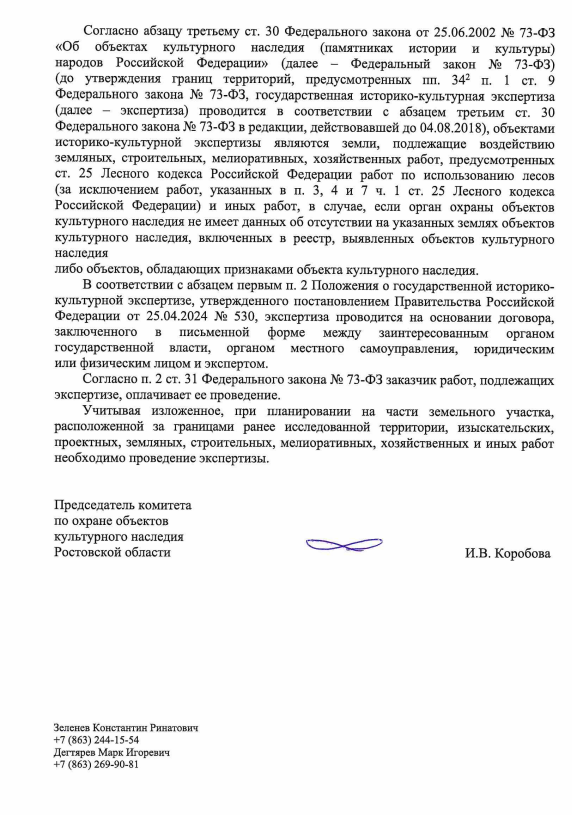 Согласно абзацу третьему ст. 30 Федерального закона от 25.06.2002 № 73-ФЗ
«Об объектах культурного наследия (памятниках истории и культуры)
народов Российской Федерации» (далее – Федеральный закон № 73-ФЗ)
(до утверждения границ территорий, предусмотренных пп. 34² п. 1 ст. 9
Федерального закона № 73-ФЗ, государственная историко-культурная экспертиза
(далее – экспертиза) проводится в соответствии с абзацем третьим ст. 30
Федерального закона № 73-ФЗ в редакции, действовавшей до 04.08.2018), объектами
историко-культурной экспертизы являются земли, подлежащие воздействию
земляных, строительных, мелиоративных, хозяйственных работ, предусмотренных
ст. 25 Лесного кодекса Российской Федерации работ по использованию лесов
(за исключением работ, указанных в п. 3, 4 и 7 ч. 1 ст. 25 Лесного кодекса
Российской Федерации) и иных работ, в случае, если орган охраны объектов
культурного наследия не имеет данных об отсутствии на указанных землях объектов
культурного наследия, включенных в реестр, выявленных объектов культурного
наследия
либо объектов, обладающих признаками объекта культурного наследия.
В соответствии с абзацем первым п. 2 Положения о государственной историко-
культурной экспертизе, утвержденного постановлением Правительства Российской
Федерации от 25.04.2024 № 530, экспертиза проводится на основании договора,
заключенного в письменной форме между заинтересованным органом
государственной власти, органом местного самоуправления, юридическим
или физическим лицом и экспертом.
Согласно п. 2 ст. 31 Федерального закона № 73-ФЗ заказчик работ, подлежащих
экспертизе, оплачивает ее проведение.
Учитывая изложенное, при планировании на части земельного участка,
расположенной за границами ранее исследованной территории, изыскательских,
проектных, земляных, строительных, мелиоративных, хозяйственных и иных работ
необходимо проведение экспертизы.
Председатель комитета
по охране объектов
культурного наследия
Ростовской области
И.В. Коробова
Зеленев Константин Ринатович
+7 (863) 244-15-54
Дегтярев Марк Игоревич
+7 (863) 269-90-81